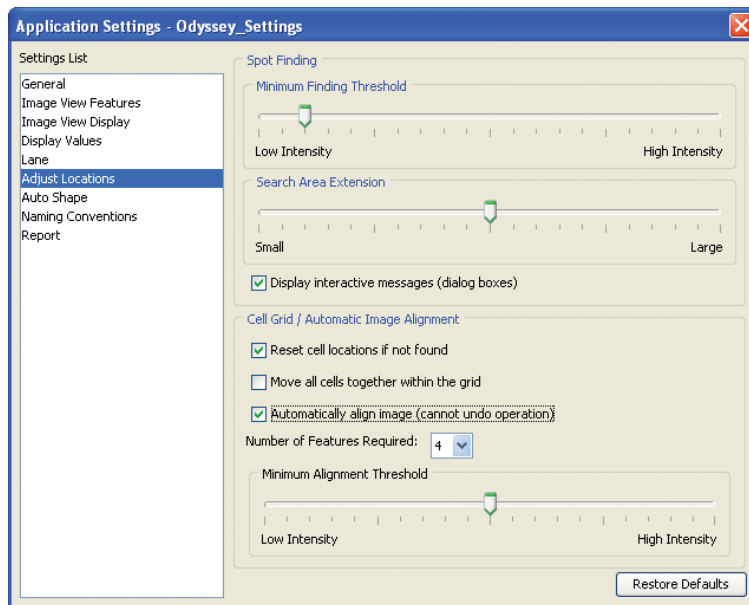 Application Settings - Odyssey_Settings
Settings List
General
Image View Features
Image View Display
Display Values
Lane
Adjust Locations
Auto Shape
Naming Conventions
Report
Spot Finding
Minimum Finding Threshold
Low Intensity High Intensity
Search Area Extension
Small Large
Display interactive messages (dialog boxes)
Cell Grid / Automatic Image Alignment
Reset cell locations if not found
Move all cells together within the grid
Automatically align image (cannot undo operation)
Number of Features Required: 4
Minimum Alignment Threshold
Low Intensity High Intensity
Restore Defaults